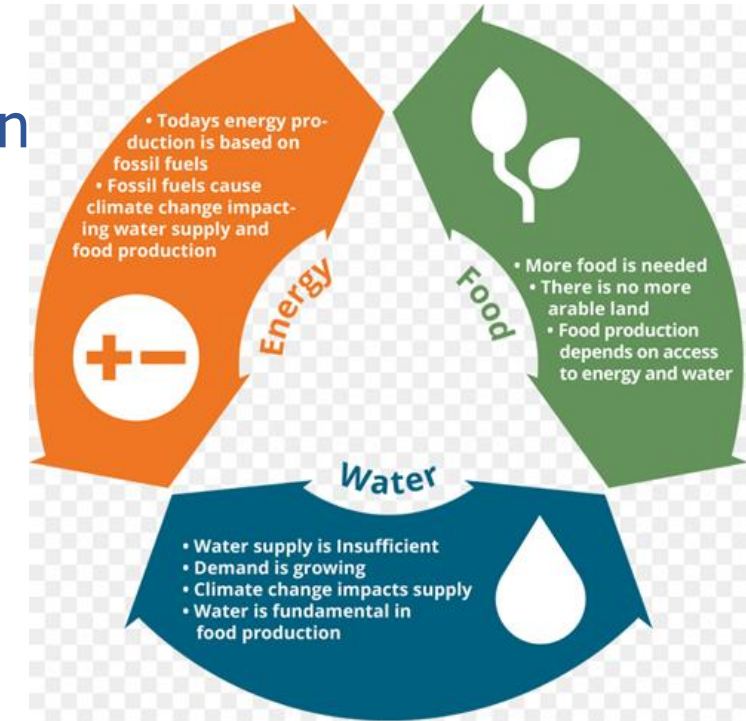 n
• Todays energy pro-
duction is based on
fossil fuels
• Fossil fuels cause
climate change impact-
ing water supply and
food production
Energy
Food
• More food is needed
• There is no more
arable land
• Food production
depends on access
to energy and water
Water
• Water supply is Insufficient
• Demand is growing
• Climate change impacts supply
• Water is fundamental in
food production